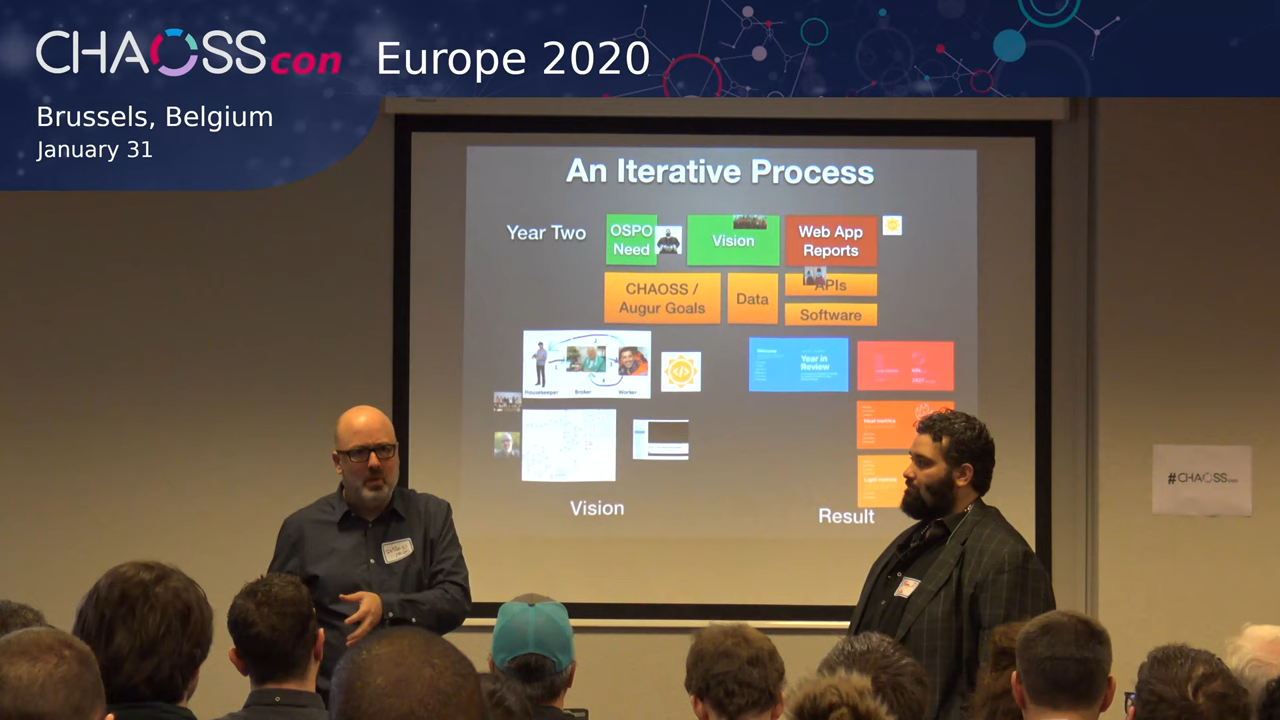 CHAOSScon Europe 2020
Brussels, Belgium
January 31
An Iterative Process
Year Two
OSPO
Need
Vision
Web App
Reports
CHAOSS /
Augur Goals
Data
APIs
Software
Housekeeper
Broker
Worker
Year in
Review
Vision
Result
#CHAOSScon